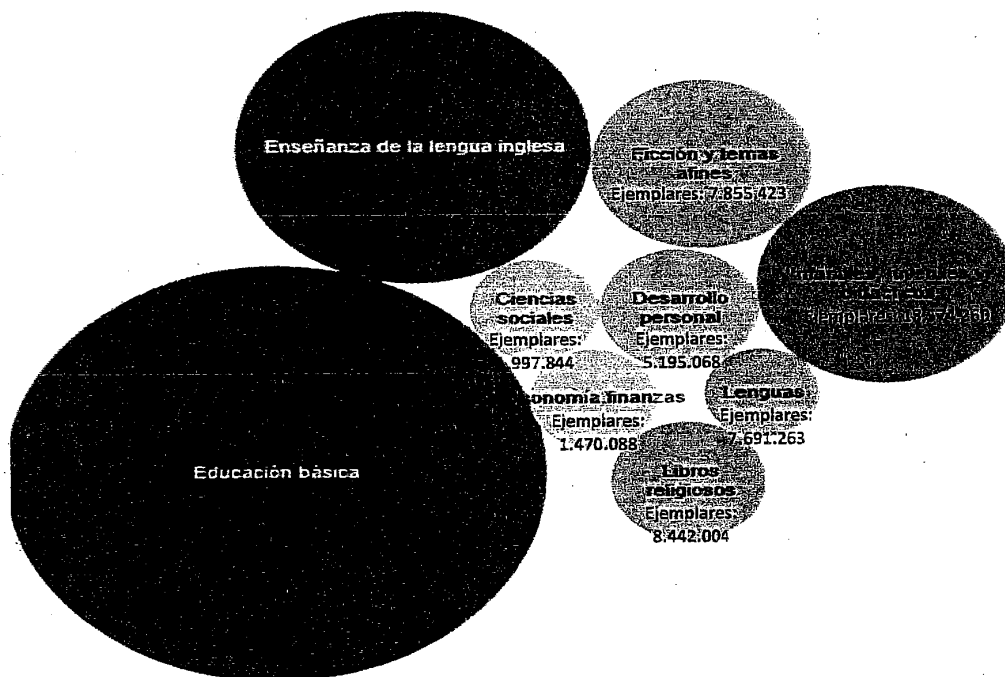 Enseñanza de la lengua inglesa
Ficción y temas
afines
Ejemplares: 7.855.423
Ciencias
sociales
Ejemplares:
997.844
Desarrollo
personal
Ejemplares:
5.195.068
onomía finanzas
Ejemplares:
1.470.088
Lenguas
Ejemplares:
7.691.263
Educación básica
Libros
religiosos
Ejemplares:
8.442.004